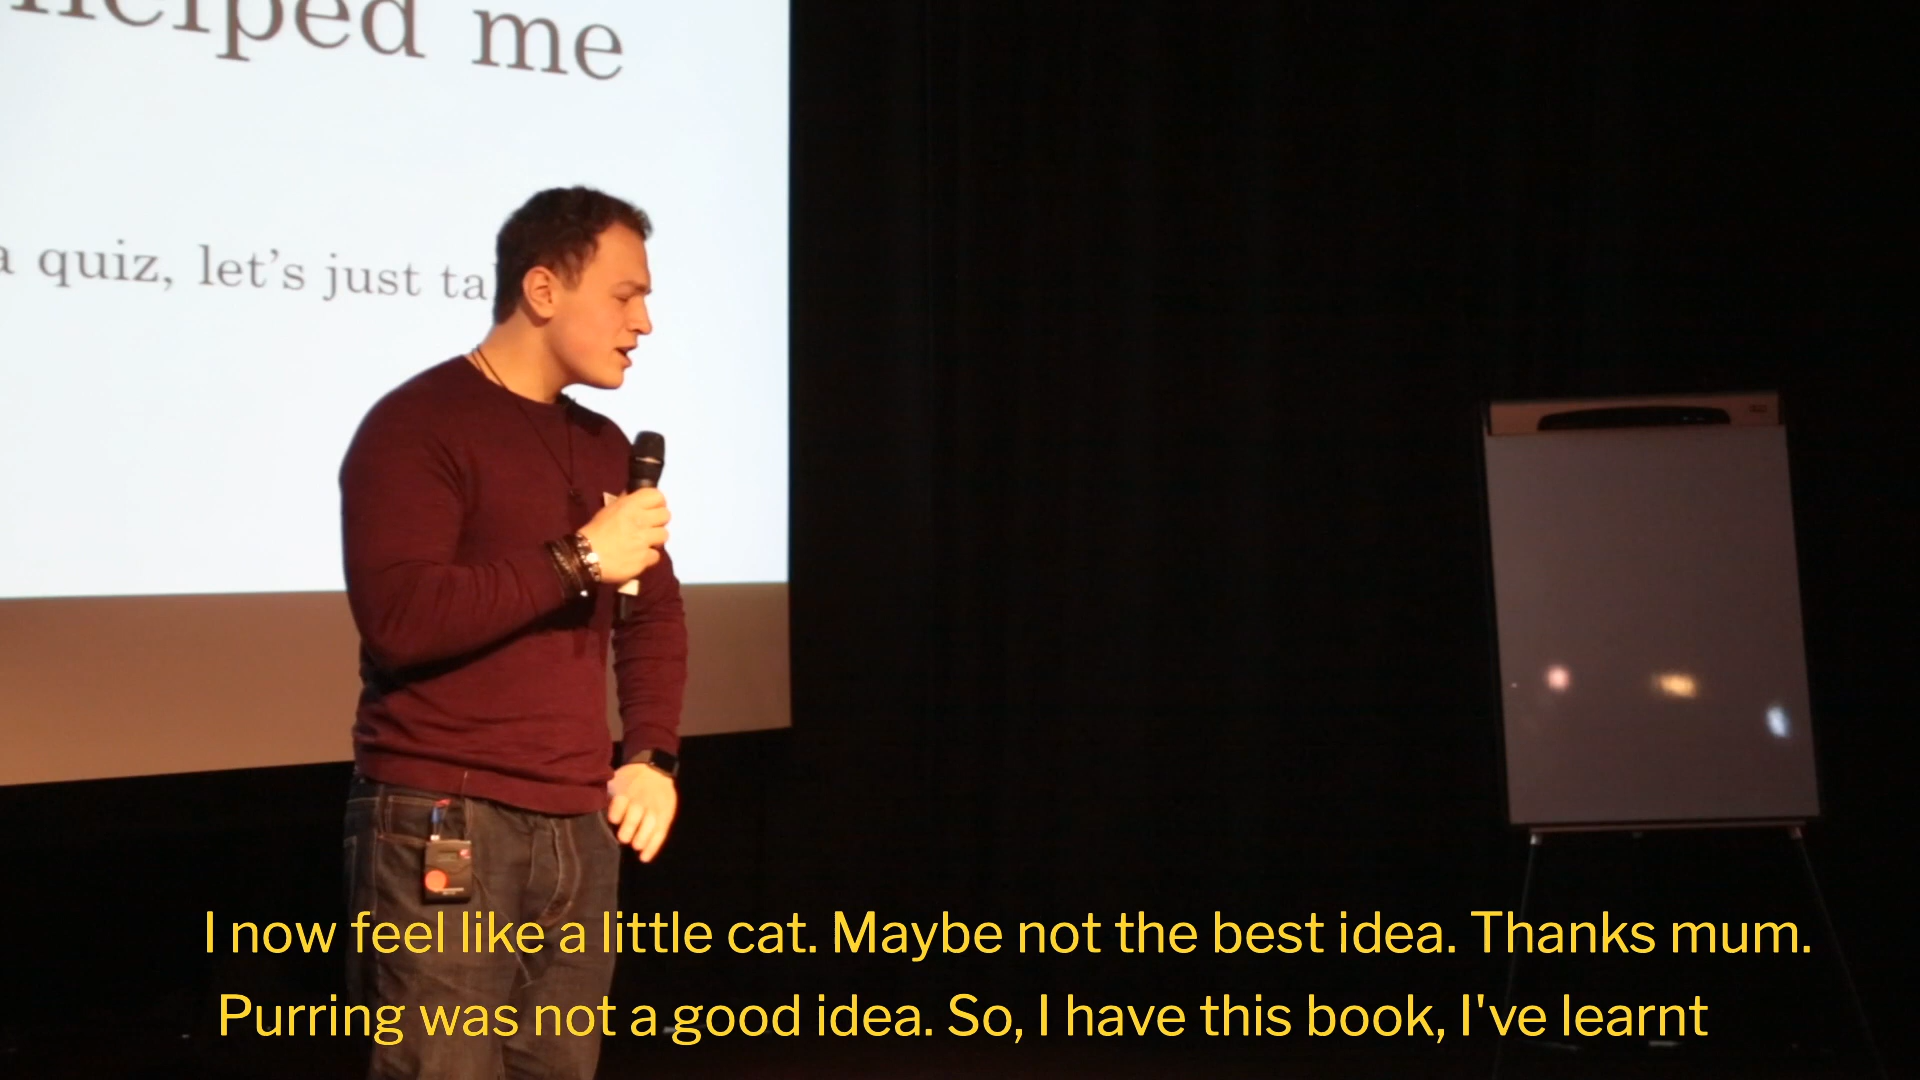 helped me
a quiz, let's just ta
I now feel like a little cat. Maybe not the best idea. Thanks mum.
Purring was not a good idea. So, I have this book, I've learnt